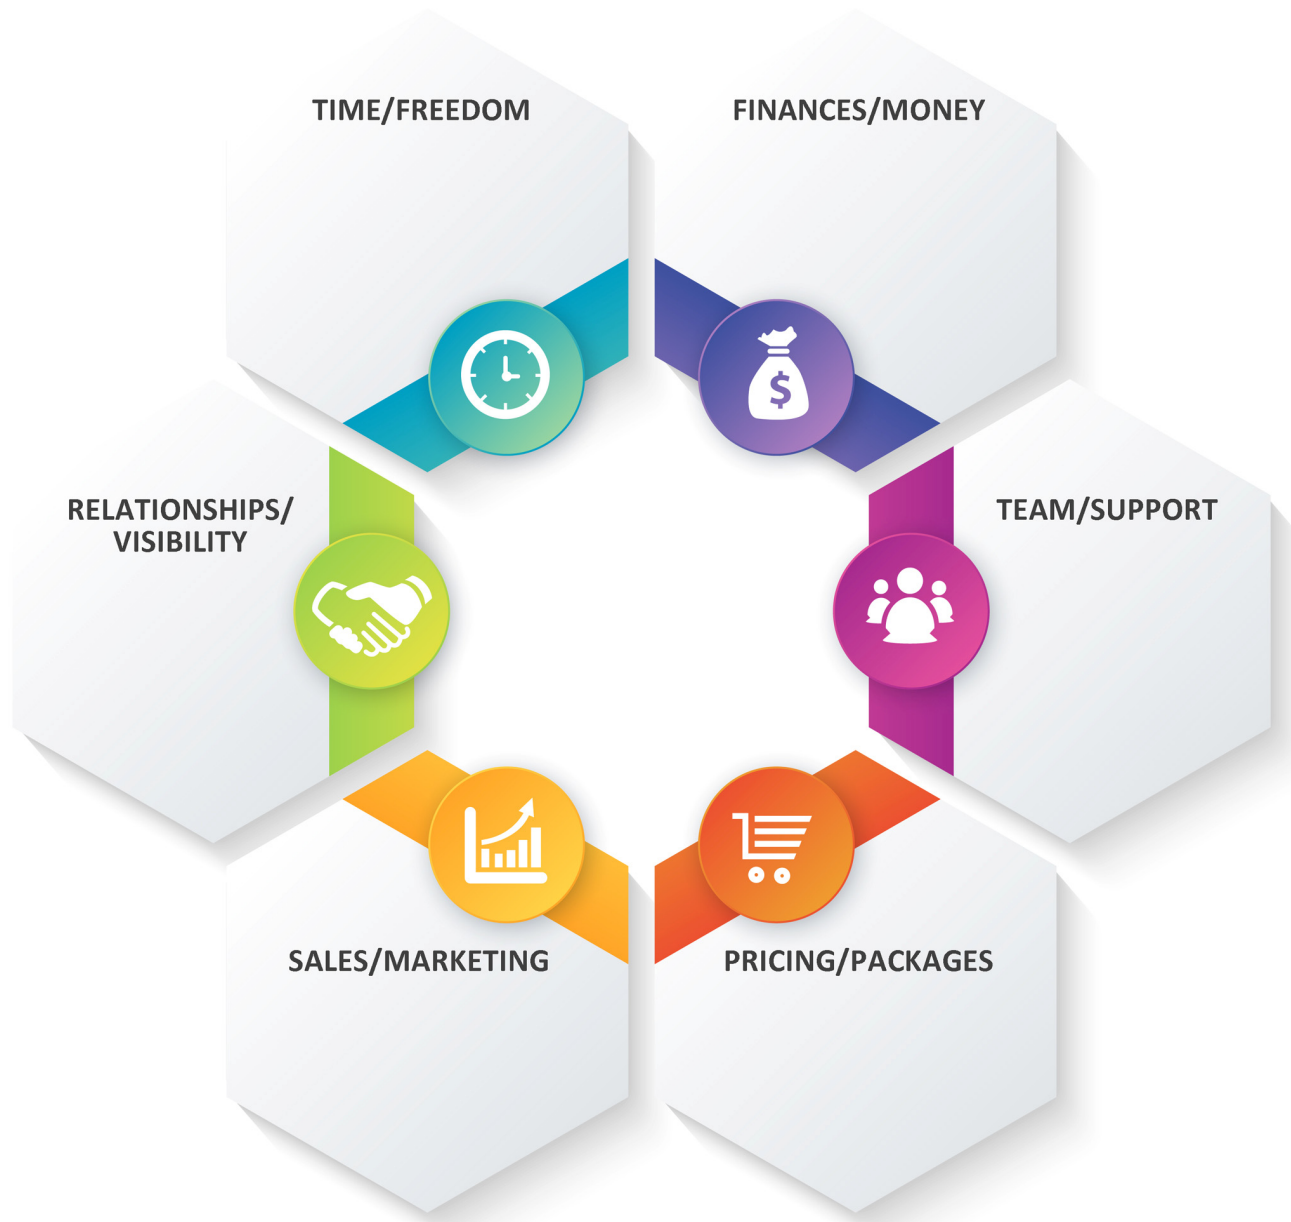 TIME/FREEDOM
FINANCES/MONEY
RELATIONSHIPS/
VISIBILITY
TEAM/SUPPORT
SALES/MARKETING
PRICING/PACKAGES
$